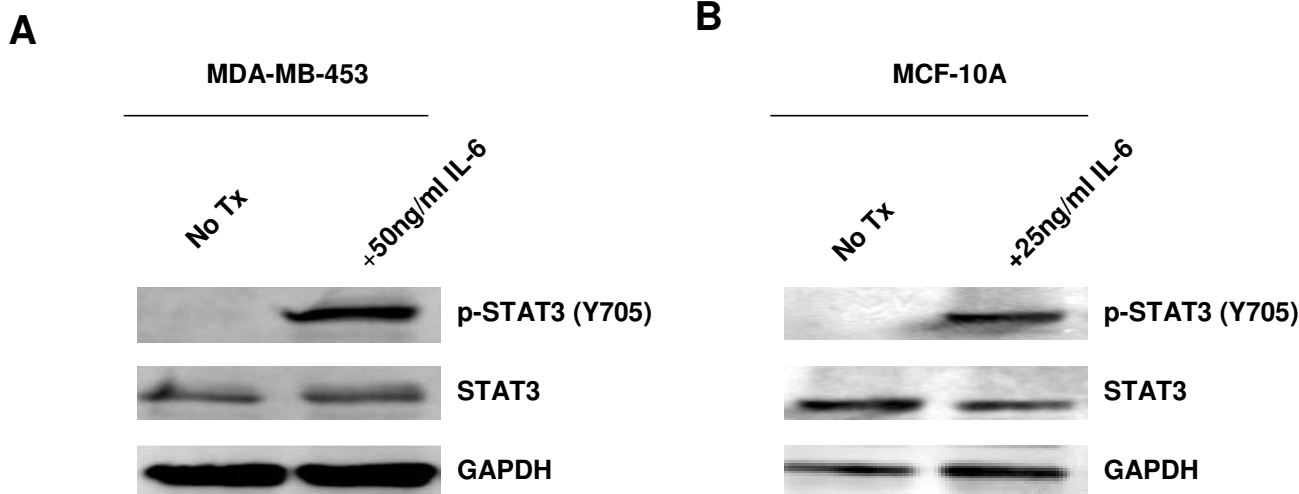 A
MDA-MB-453
No Tx
+50ng/ml IL-6
p-STAT3 (Y705)
STAT3
GAPDH
B
MCF-10A
No Tx
+25ng/ml IL-6
p-STAT3 (Y705)
STAT3
GAPDH